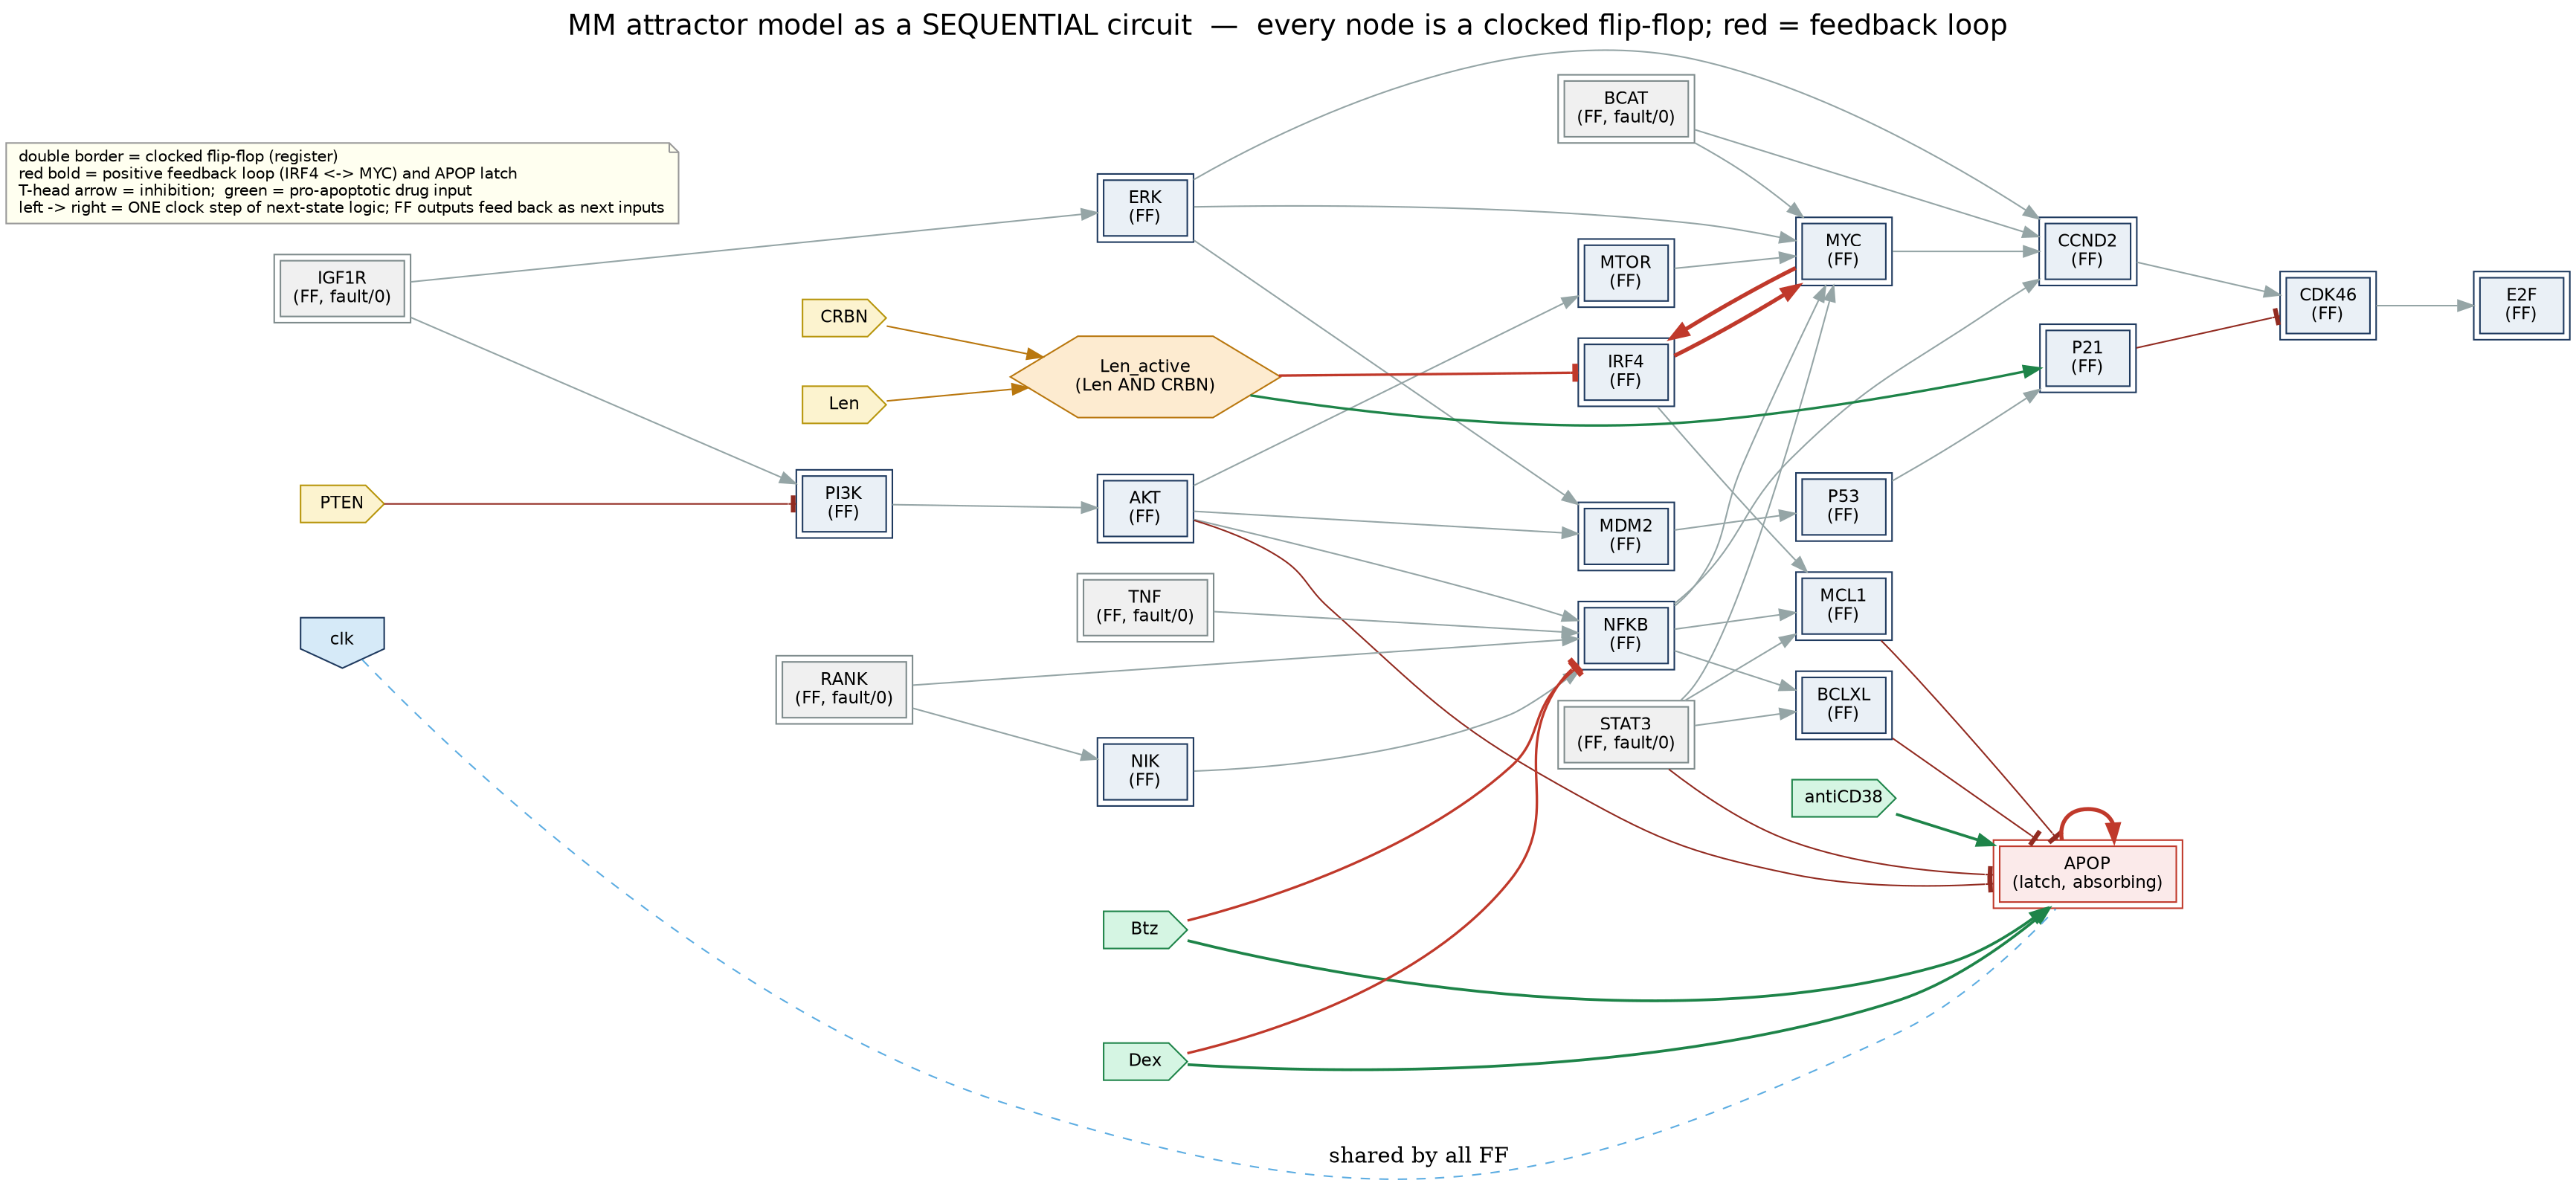 MM attractor model as a SEQUENTIAL circuit — every node is a clocked flip-flop; red = feedback loop
double border = clocked flip-flop (register)
red bold = positive feedback loop (IRF4 <-> MYC) and APOP latch
T-head arrow = inhibition; green = pro-apoptotic drug input
left -> right = ONE clock step of next-state logic; FF outputs feed back as next inputs
IGF1R
(FF, fault/0)
PTEN
clk
CRBN
Len
PI3K
(FF)
RANK
(FF, fault/0)
ERK
(FF)
Len_active
(Len AND CRBN)
AKT
(FF)
TNF
(FF, fault/0)
NIK
(FF)
Btz
Dex
BCAT
(FF, fault/0)
MTOR
(FF)
IRF4
(FF)
MDM2
(FF)
NFKB
(FF)
STAT3
(FF, fault/0)
MYC
(FF)
P53
(FF)
MCL1
(FF)
BCLXL
(FF)
antiCD38
CCND2
(FF)
P21
(FF)
APOP
(latch, absorbing)
CDK46
(FF)
E2F
(FF)
shared by all FF